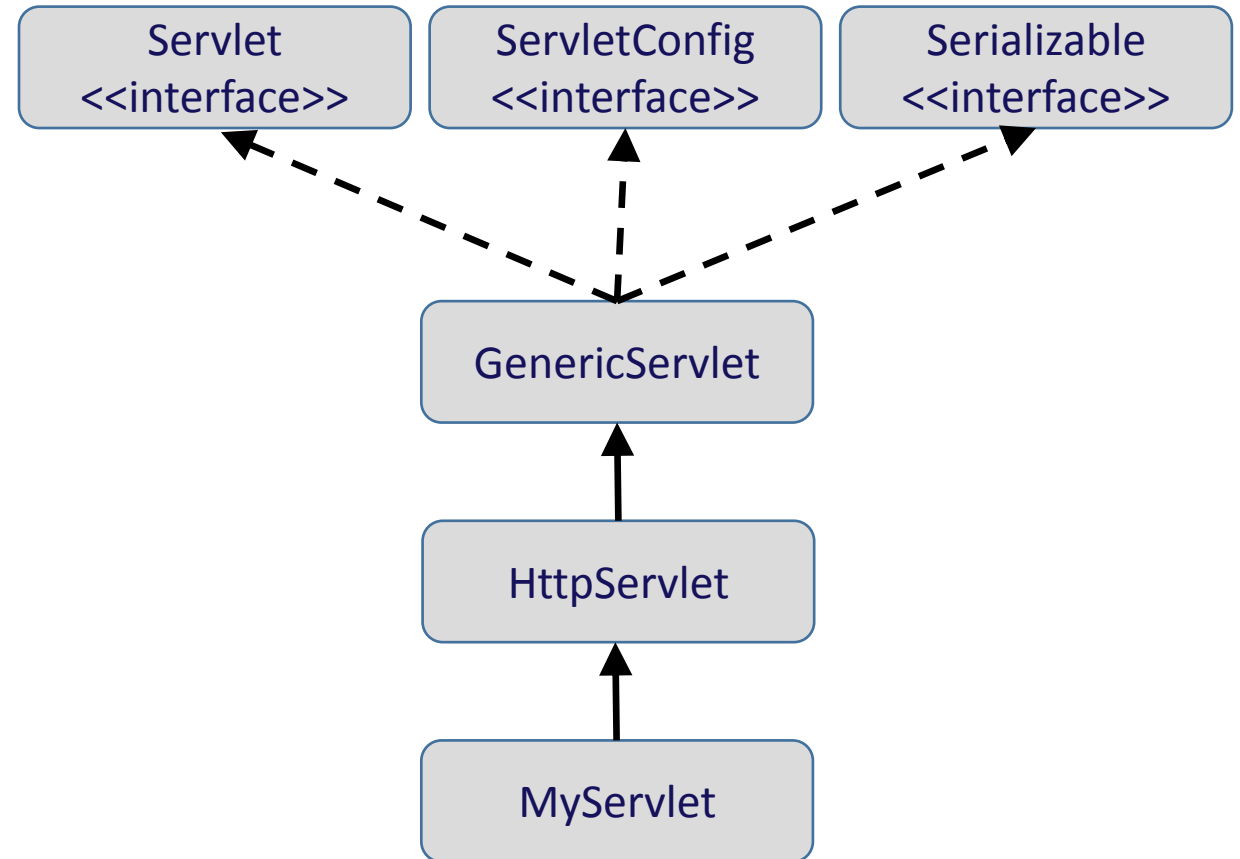 Servlet
<<interface>>
ServletConfig
<<interface>>
Serializable
<<interface>>
GenericServlet
HttpServlet
MyServlet